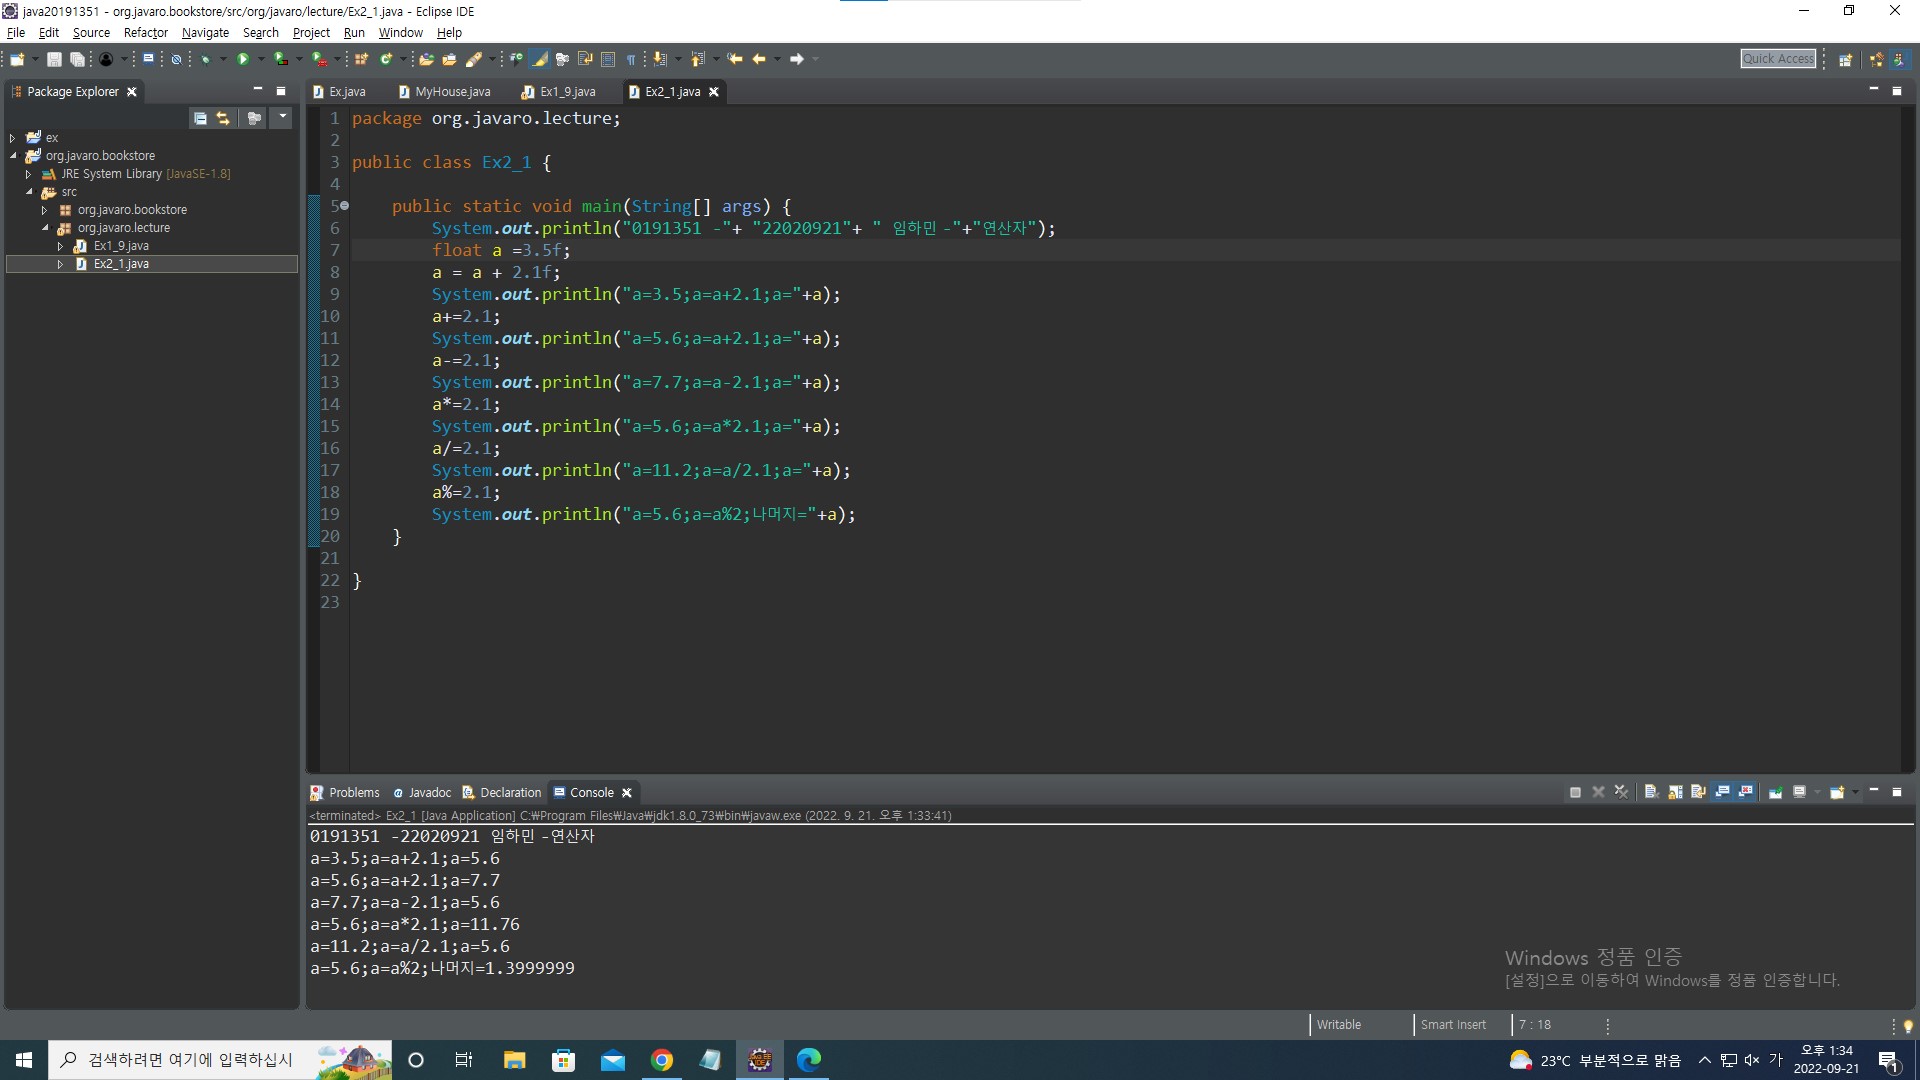 java20191351 - org.javaro.bookstore/src/org/javaro/lecture/Ex2_1.java - Eclipse IDE
File Edit Source Refactor Navigate Search Project Run Window Help
Quick Access
Package Explorer
ex
org.javaro.bookstore
JRE System Library [JavaSE-1.8]
src
org.javaro.bookstore
org.javaro.lecture
Ex1_9.java
Ex2_1.java
Ex.java MyHouse.java Ex1_9.java Ex2_1.java
1 package org.javaro.lecture;
2
3 public class Ex2_1 {
4
5 public static void main(String[] args) {
6 System.out.println("0191351 -"+ "22020921"+ " 임하민 -"+"연산자");
7 float a =3.5f;
8 a = a + 2.1f;
9 System.out.println("a=3.5;a=a+2.1;a="+a);
10 a+=2.1;
11 System.out.println("a=5.6;a=a+2.1;a="+a);
12 a-=2.1;
13 System.out.println("a=7.7;a=a-2.1;a="+a);
14 a*=2.1;
15 System.out.println("a=5.6;a=a*2.1;a="+a);
16 a/=2.1;
17 System.out.println("a=11.2;a=a/2.1;a="+a);
18 a%=2.1;
19 System.out.println("a=5.6;a=a%2;나머지="+a);
20 }
21
22 }
23
Problems Javadoc Declaration Console
<terminated> Ex2_1 [Java Application] C:₩Program Files₩Java₩jdk1.8.0_73₩bin₩javaw.exe (2022. 9. 21. 오후 1:33:41)
0191351 -22020921 임하민 -연산자
a=3.5;a=a+2.1;a=5.6
a=5.6;a=a+2.1;a=7.7
a=7.7;a=a-2.1;a=5.6
a=5.6;a=a*2.1;a=11.76
a=11.2;a=a/2.1;a=5.6
a=5.6;a=a%2;나머지=1.3999999
Windows 정품 인증
[설정]으로 이동하여 Windows를 정품 인증합니다.
Writable Smart Insert 7 : 18
검색하려면 여기에 입력하십시
23°C 부분적으로 맑음 가 오후 1:34
2022-09-21
1